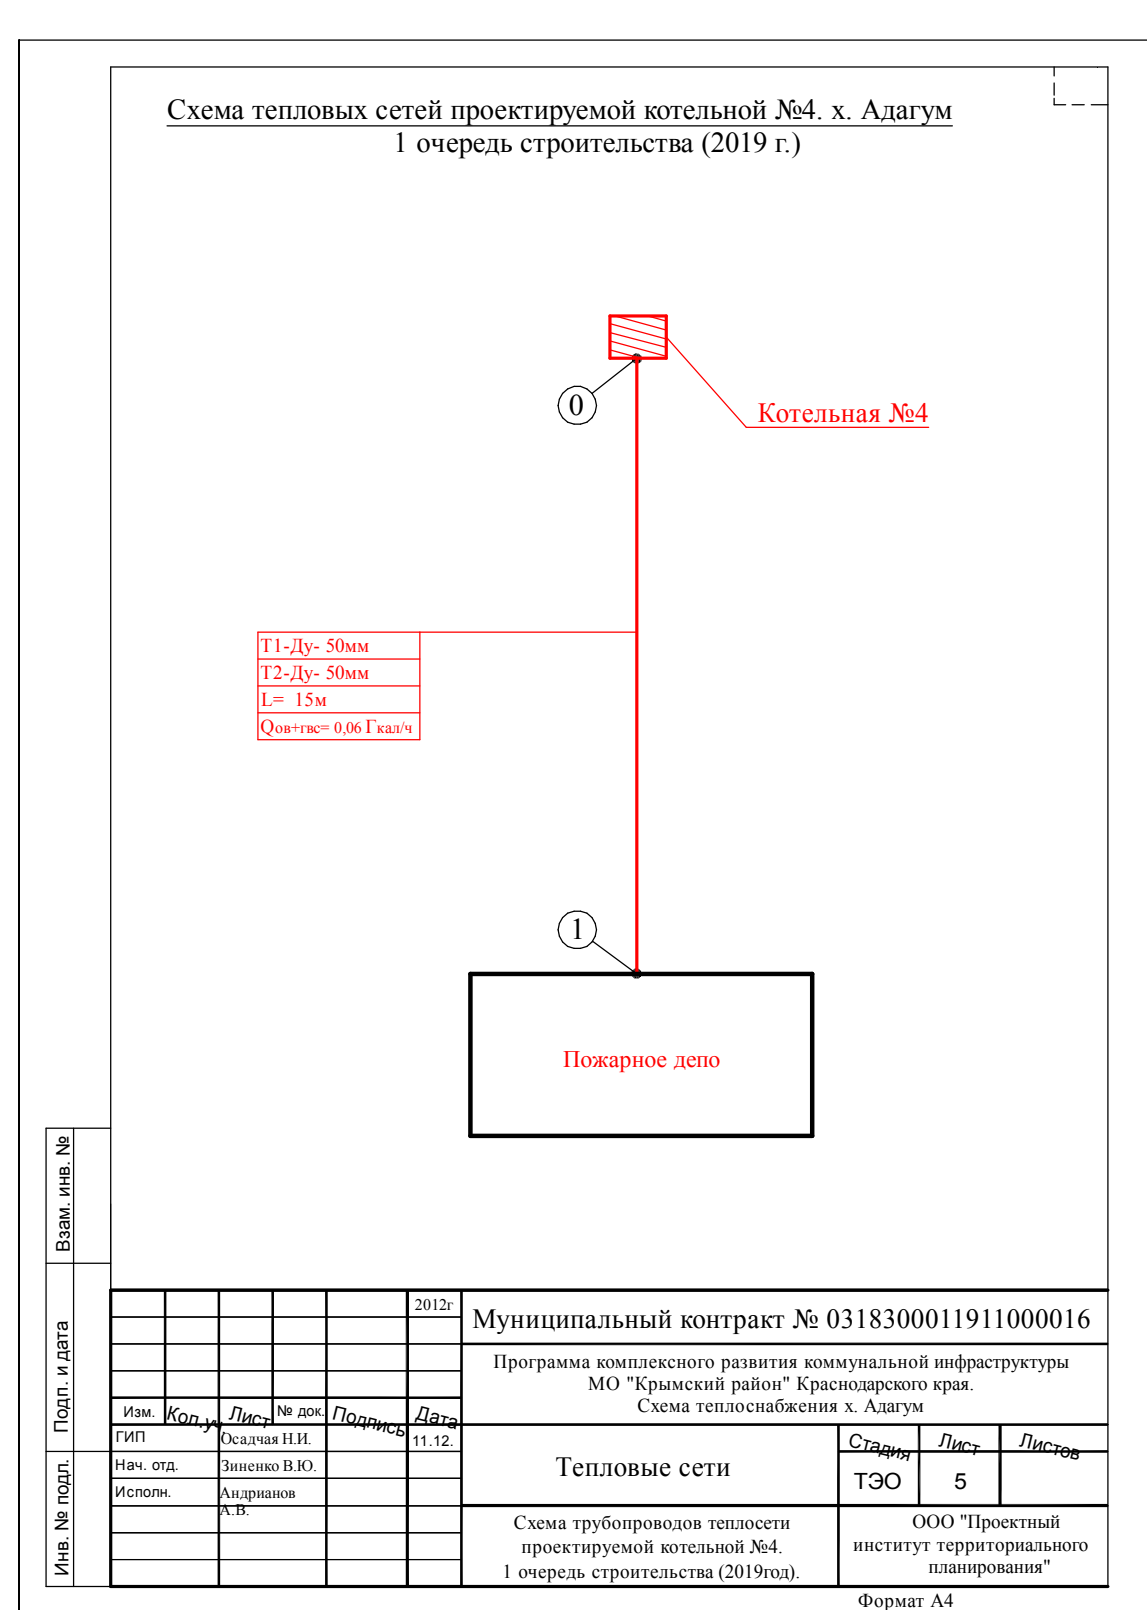 Схема тепловых сетей проектируемой котельной №4. х. Адагум
1 очередь строительства (2019 г.)
0
Котельная №4
Т1-Ду- 50мм
Т2-Ду- 50мм
L= 15м
Qов+гвс= 0,06 Гкал/ч
1
Пожарное депо
Взам. инв. №
Подп. и дата
Инв. № подл.
2012г
Муниципальный контракт № 0318300011911000016
Программа комплексного развития коммунальной инфраструктуры
МО "Крымский район" Краснодарского края.
Схема теплоснабжения х. Адагум
Изм. Кол.уч. Лист № док. Подпись Дата
ГИП Осадчая Н.И. 11.12.
Нач. отд. Зиненко В.Ю.
Исполн. Андрианов
А.В.
Тепловые сети
Стадия Лист Листов
ТЭО 5
Схема трубопроводов теплосети
проектируемой котельной №4.
1 очередь строительства (2019год).
ООО "Проектный
институт территориального
планирования"
Формат А4